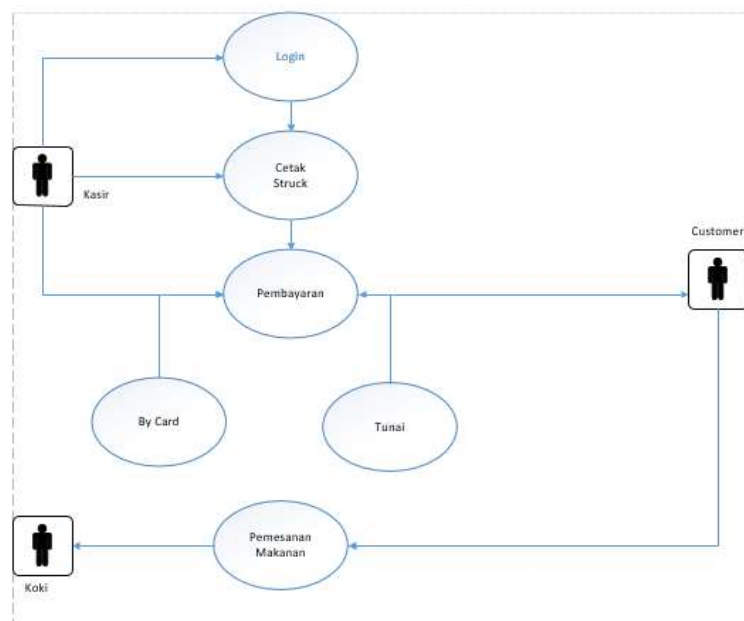 Login
Cetak
Struck
Kasir
Customer
Pembayaran
By Card
Tunai
Pemesanan
Makanan
Koki